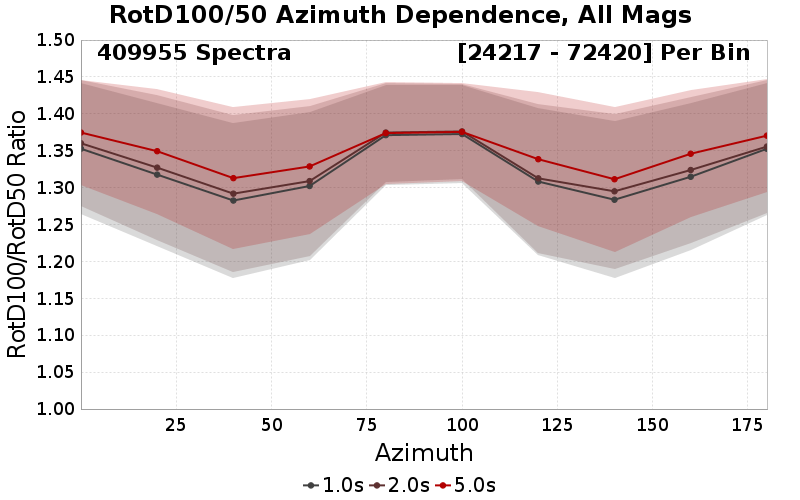 RotD100/50 Azimuth Dependence, All Mags
409955 Spectra
[24217 - 72420] Per Bin
RotD100/RotD50 Ratio
1.50
1.45
1.40
1.35
1.30
1.25
1.20
1.15
1.10
1.05
1.00
25 50 75 100 125 150 175
Azimuth
1.0s 2.0s 5.0s